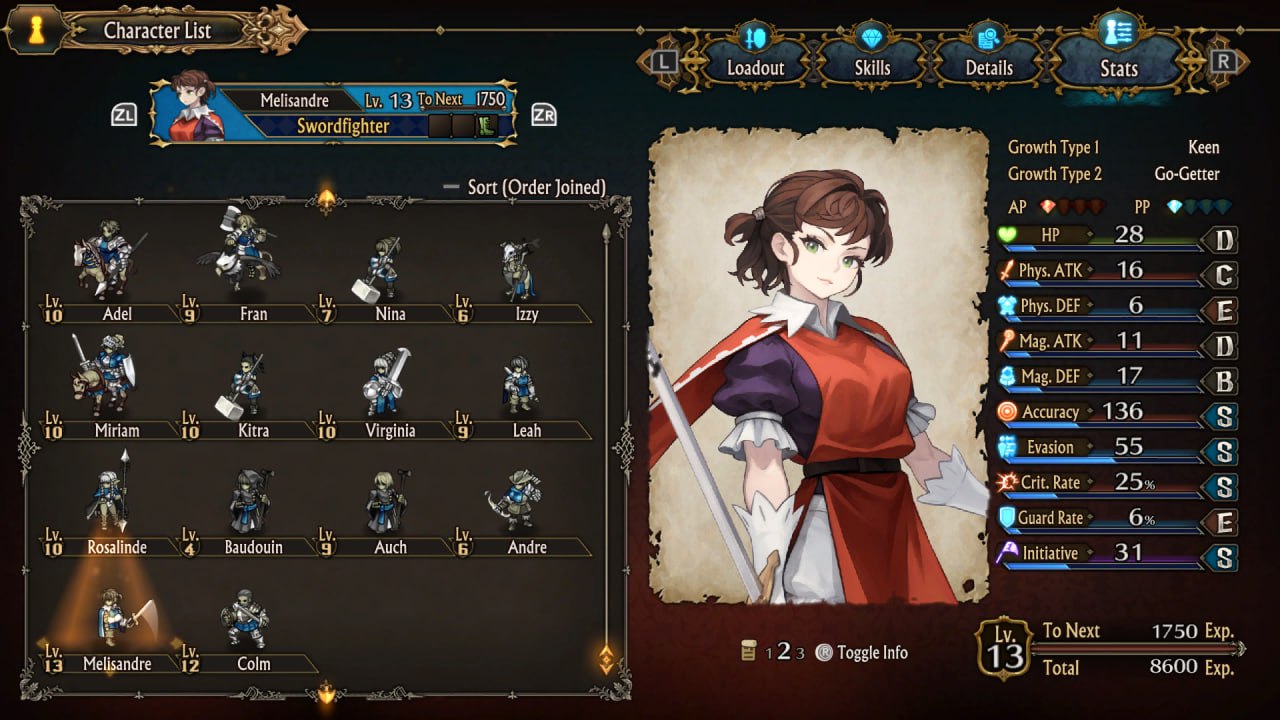 Character List
L
Loadout
Skills
Details
Stats
R
ZL
Melisandre
Lv. 13 To Next 1750
Swordfighter
ZR
Sort (Order Joined)
Lv. 10 Adel
Lv. 9 Fran
Lv. 7 Nina
Lv. 6 Izzy
Lv. 10 Miriam
Lv. 10 Kitra
Lv. 10 Virginia
Lv. 9 Leah
Lv. 10 Rosalinde
Lv. 4 Baudouin
Lv. 9 Auch
Lv. 6 Andre
Lv. 13 Melisandre
Lv. 12 Colm
Growth Type 1 Keen
Growth Type 2 Go-Getter
AP PP
HP 28 D
Phys. ATK 16 C
Phys. DEF 6 E
Mag. ATK 11 D
Mag. DEF 17 B
Accuracy 136 S
Evasion 55 S
Crit. Rate 25% S
Guard Rate 6% E
Initiative 31 S
1 2 3 R Toggle Info
Lv. 13
To Next 1750 Exp.
Total 8600 Exp.